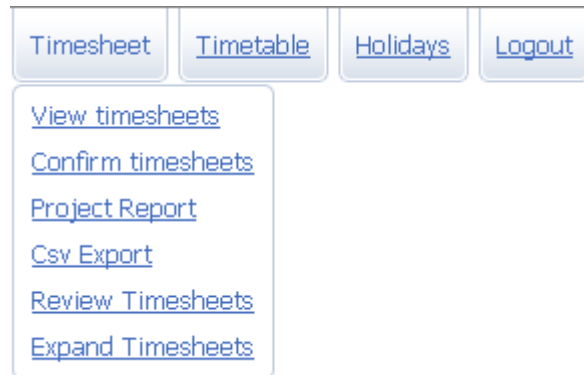 Timesheet Timetable Holidays Logout
View timesheets
Confirm timesheets
Project Report
Csv Export
Review Timesheets
Expand Timesheets